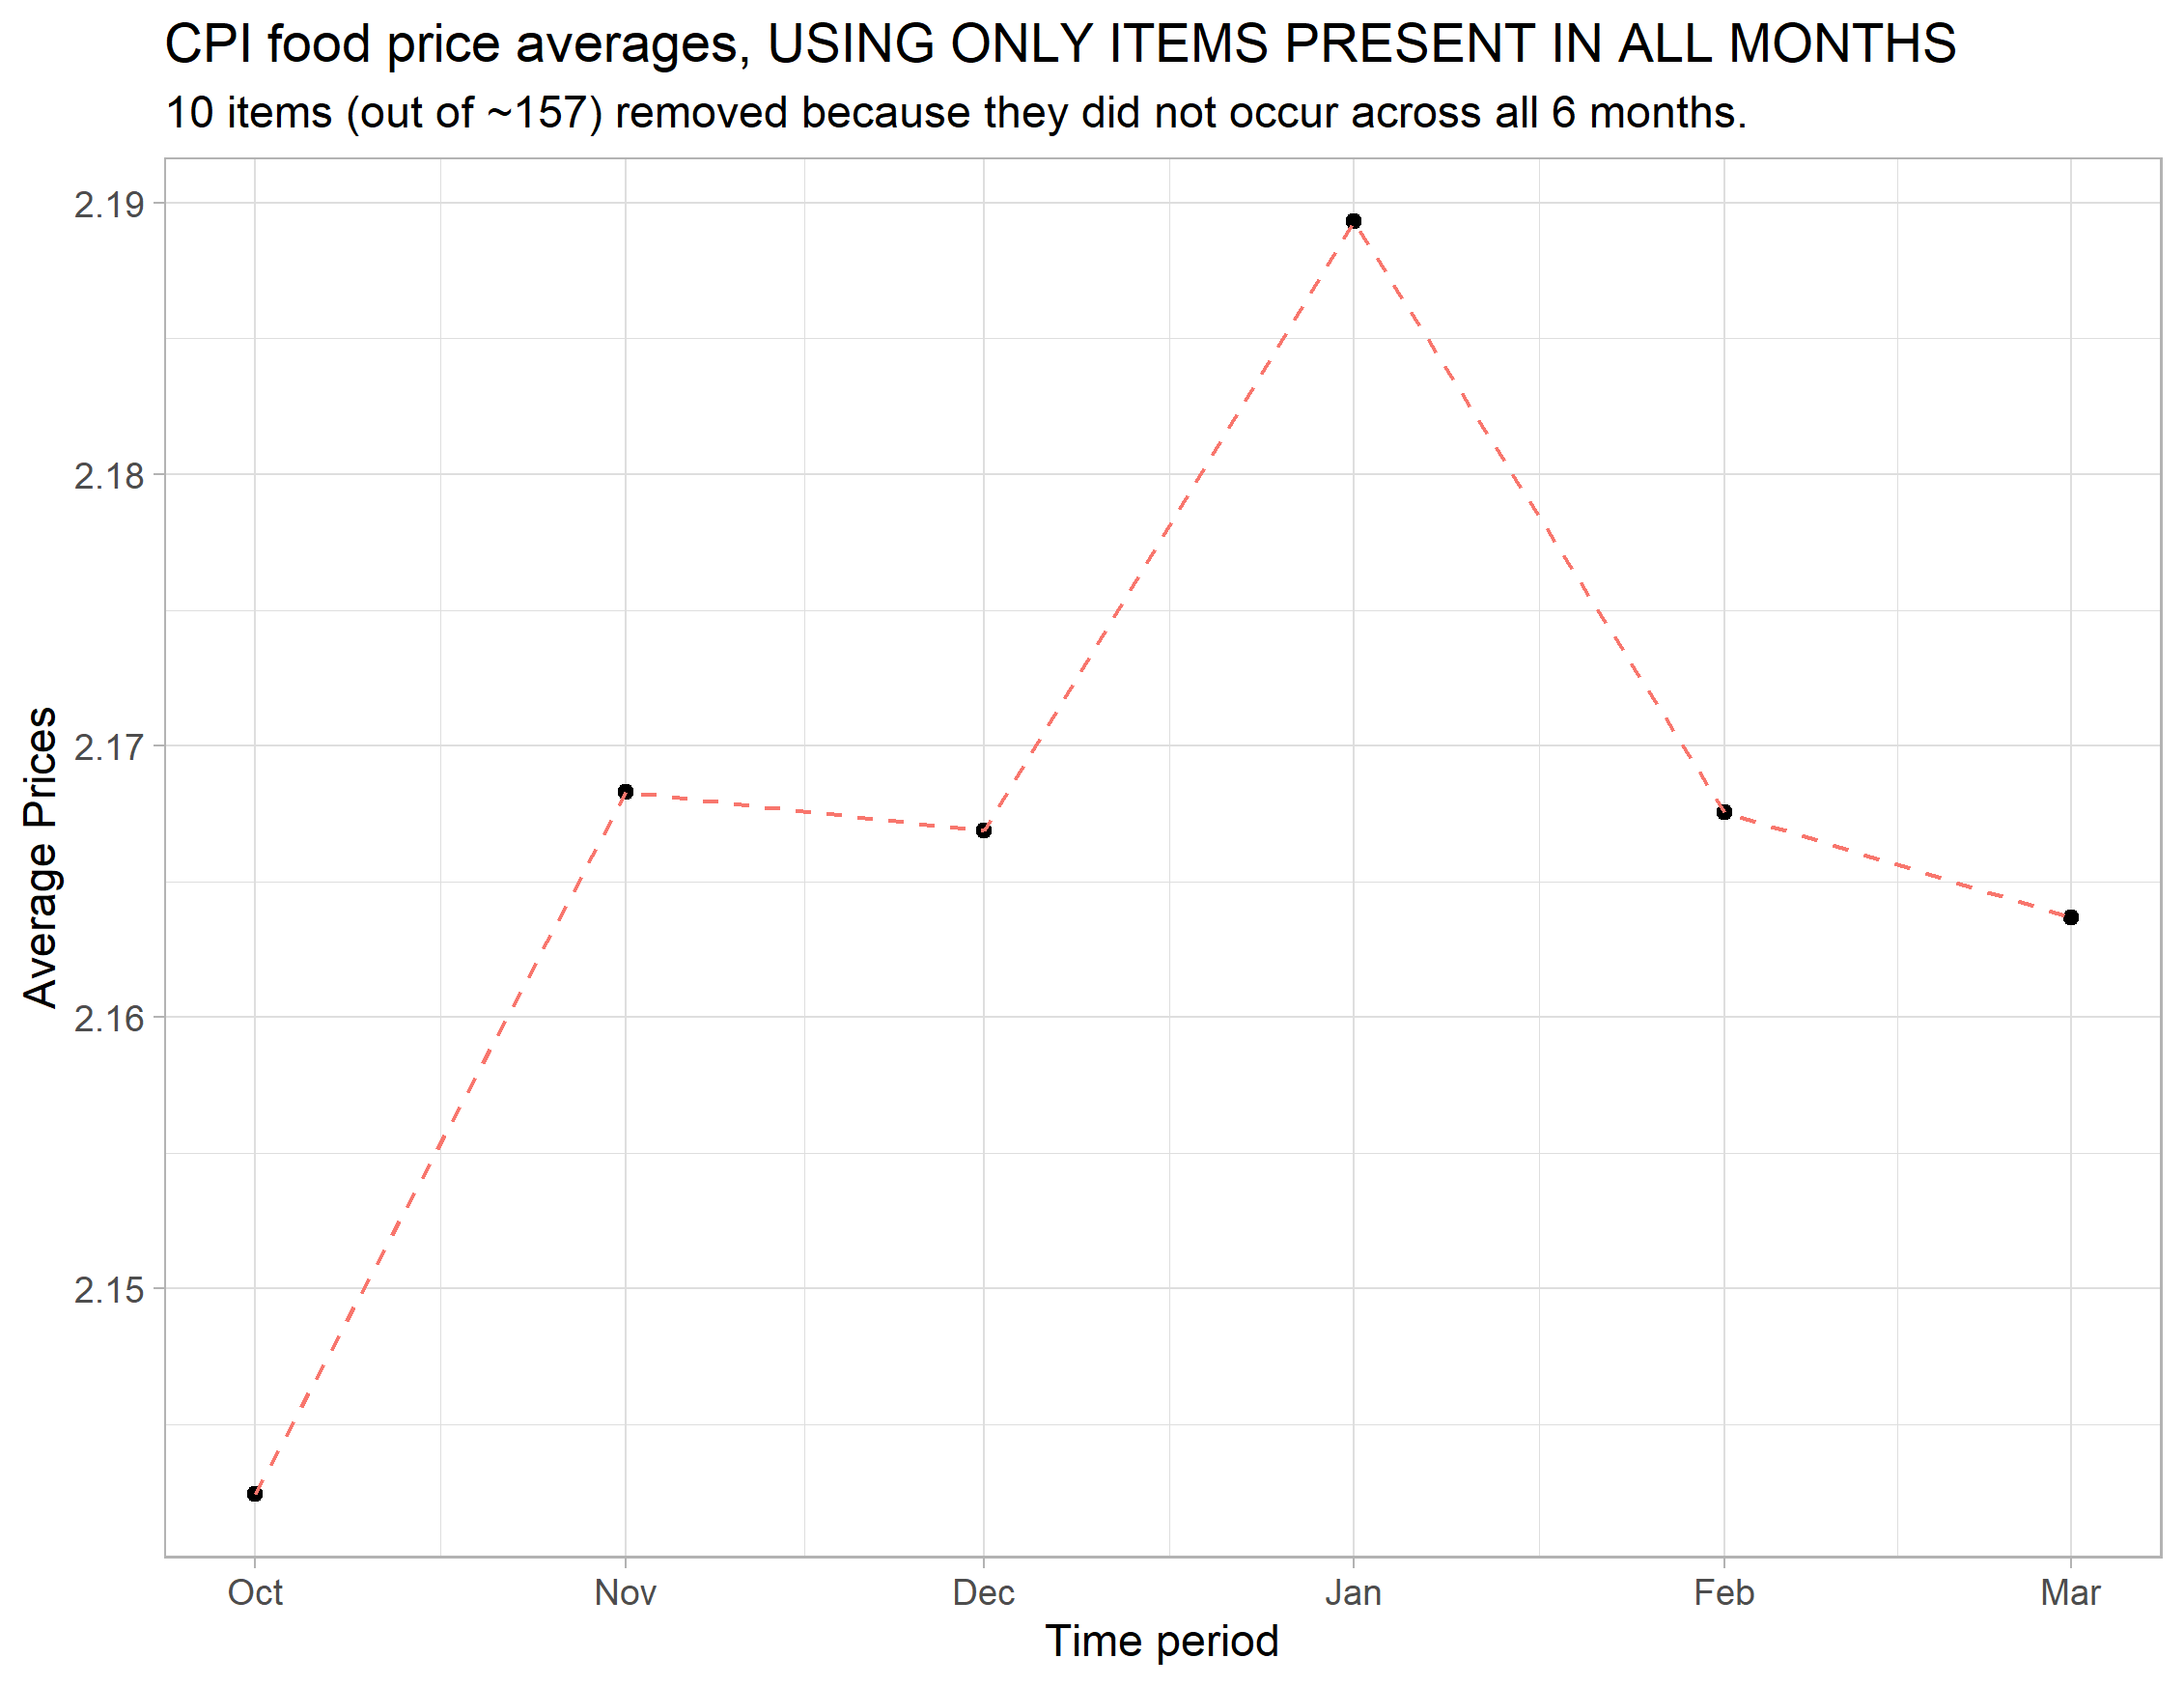 CPI food price averages, USING ONLY ITEMS PRESENT IN ALL MONTHS
10 items (out of ~157) removed because they did not occur across all 6 months.
2.19
2.18
2.17
2.16
2.15
Average Prices
Oct Nov Dec Jan Feb Mar
Time period